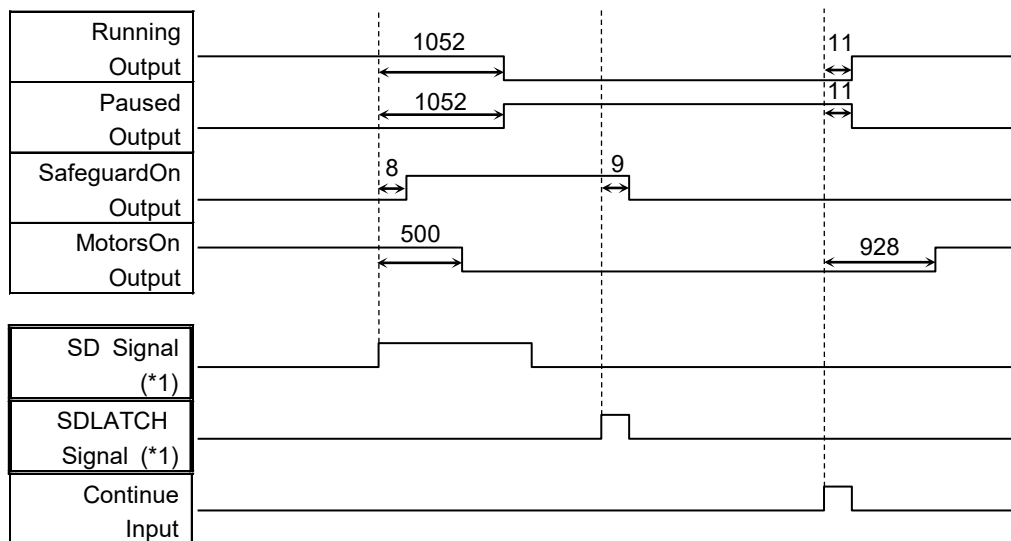 Running
Output
1052
11
Paused
Output
1052
11
SafeguardOn
Output
8
9
MotorsOn
Output
500
928
SD Signal
(*1)
SDLATCH
Signal (*1)
Continue
Input